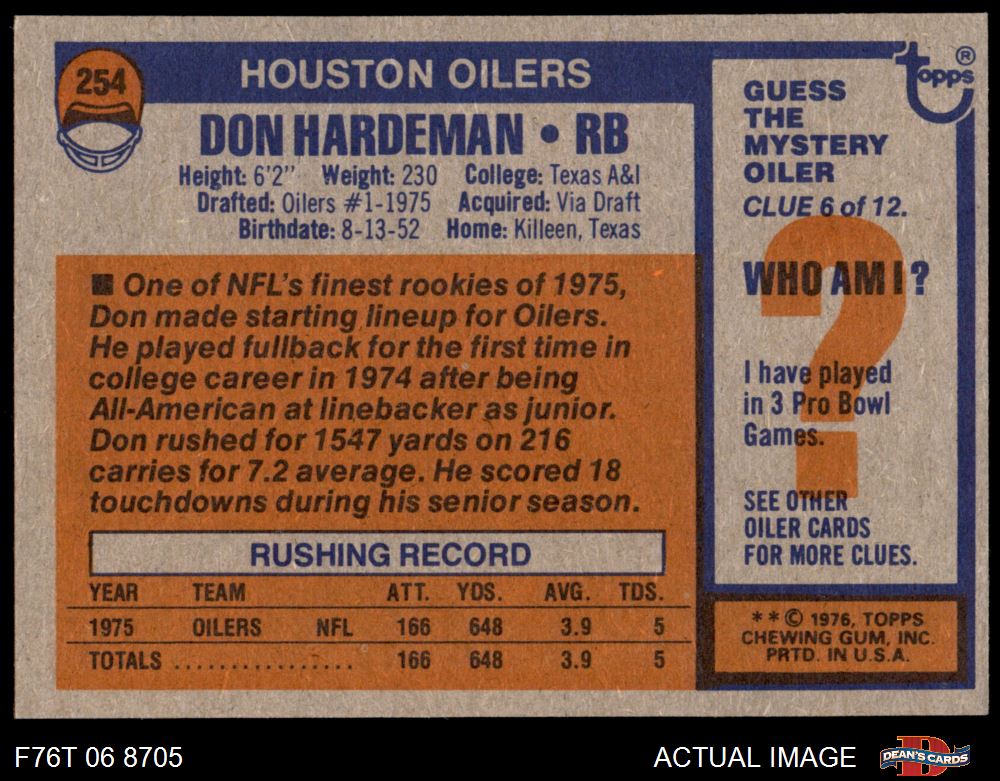 254
HOUSTON OILERS
DON HARDEMAN • RB
Height: 6'2" Weight: 230 College: Texas A&I
Drafted: Oilers #1-1975 Acquired: Via Draft
Birthdate: 8-13-52 Home: Killeen, Texas
■ One of NFL's finest rookies of 1975,
Don made starting lineup for Oilers.
He played fullback for the first time in
college career in 1974 after being
All-American at linebacker as junior.
Don rushed for 1547 yards on 216
carries for 7.2 average. He scored 18
touchdowns during his senior season.
RUSHING RECORD
YEAR TEAM ATT. YDS. AVG. TDS.
1975 OILERS NFL 166 648 3.9 5
TOTALS ................ 166 648 3.9 5
topps ®
GUESS
THE
MYSTERY
OILER
CLUE 6 of 12.
WHO AM I?
?
I have played
in 3 Pro Bowl
Games.
SEE OTHER
OILER CARDS
FOR MORE CLUES.
** © 1976, TOPPS
CHEWING GUM, INC.
PRTD. IN U.S.A.
F76T 06 8705
ACTUAL IMAGE
D
DEAN'S CARDS